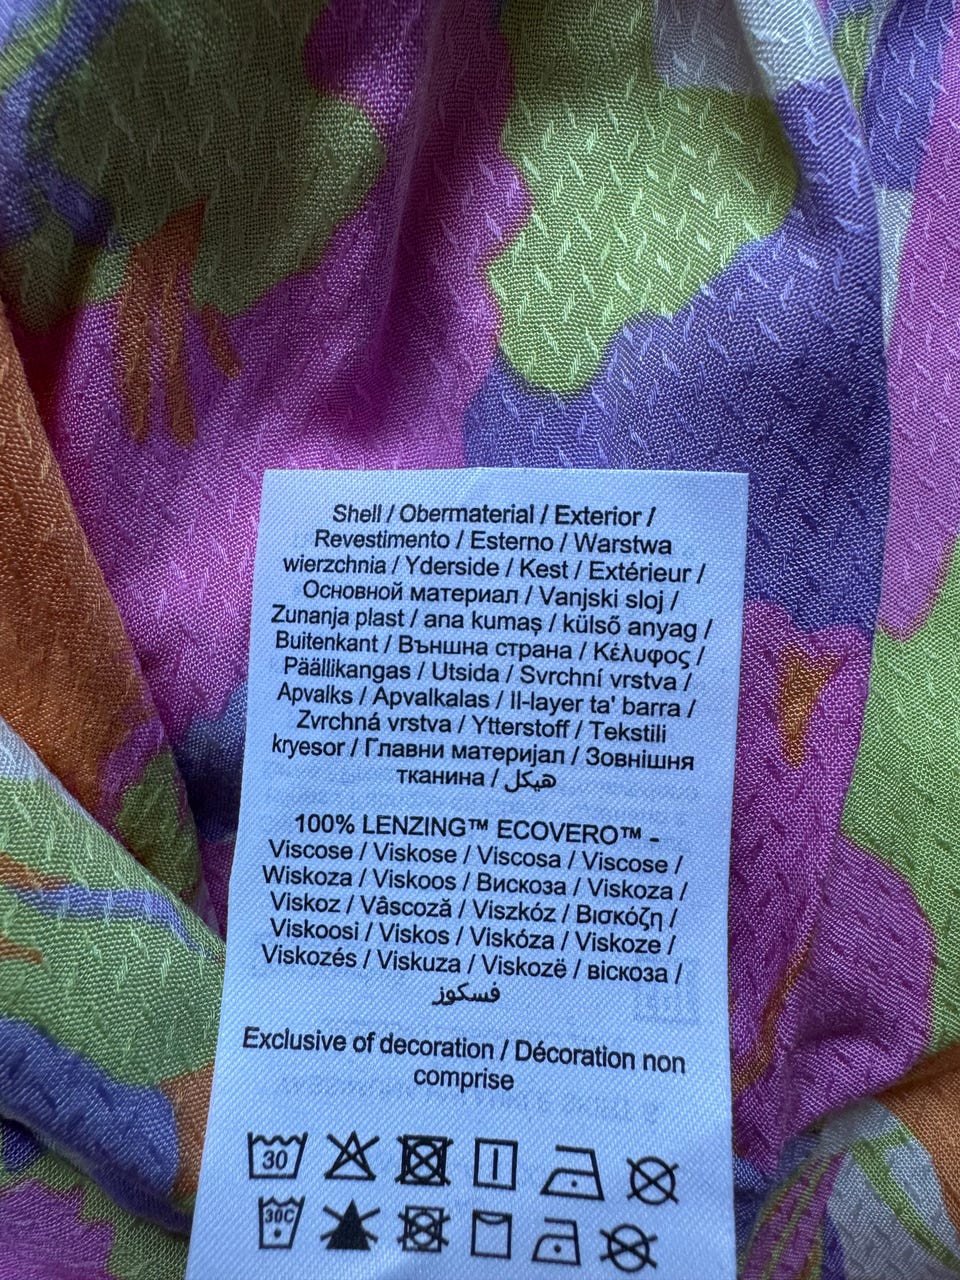 Shell / Obermaterial / Exterior /
Revestimento / Esterno / Warstwa
wierzchnia / Yderside / Kest / Extérieur /
Основной материал / Vanjski sloj /
Zunanja plast / ana kumaş / külső anyag /
Buitenkant / Външна страна / Κέλυφος /
Päällikangas / Utsida / Svrchní vrstva /
Apvalks / Apvalkalas / Il-layer ta' barra /
Zvrchná vrstva / Ytterstoff / Tekstili
kryesor / Главни материјал / Зовнішня
тканина / هيكل
100% LENZING™ ECOVERO™ -
Viscose / Viskose / Viscosa / Viscose /
Wiskoza / Viskoos / Вискоза / Viskoza /
Viskoz / Vâscoză / Viszkóz / Βισκόζη /
Viskoosi / Viskos / Viskóza / Viskoze /
Viskozés / Viskuza / Viskozë / віскоза /
فسكوز
Exclusive of decoration / Décoration non
comprise
30
30C